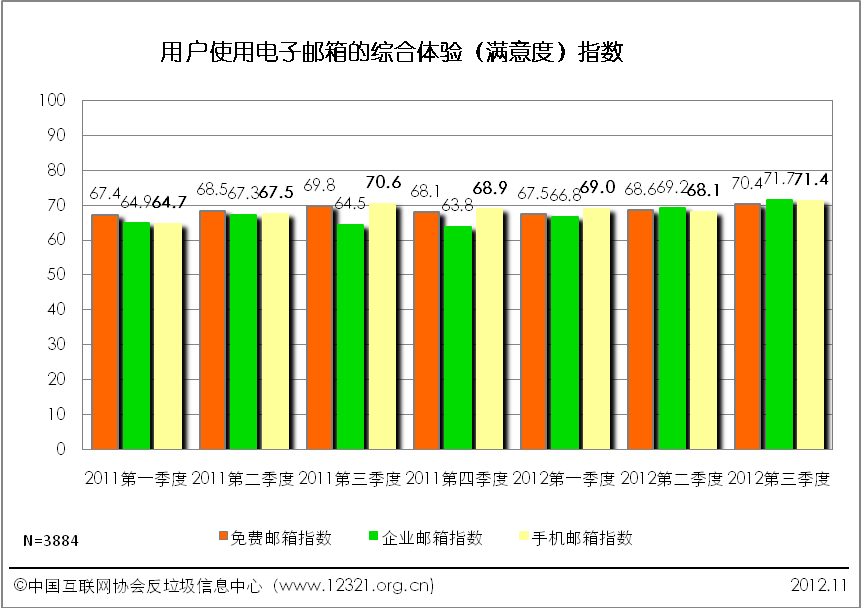 用户使用电子邮箱的综合体验（满意度）指数
100
90
80
70
60
50
40
30
20
10
0
67.4 64.9 64.7 68.5 67.3 67.5 69.8 64.5 70.6 68.1 63.8 68.9 67.5 66.8 69.0 68.6 69.2 68.1 70.4 71.7 71.4
2011第一季度 2011第二季度 2011第三季度 2011第四季度 2012第一季度 2012第二季度 2012第三季度
N=3884 免费邮箱指数 企业邮箱指数 手机邮箱指数
©中国互联网协会反垃圾信息中心（www.12321.org.cn) 2012.11